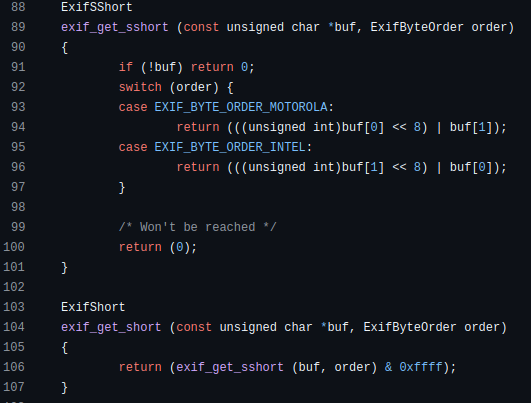 88 ExifSShort
89 exif_get_sshort (const unsigned char *buf, ExifByteOrder order)
90 {
91 if (!buf) return 0;
92 switch (order) {
93 case EXIF_BYTE_ORDER_MOTOROLA:
94 return (((unsigned int)buf[0] << 8) | buf[1]);
95 case EXIF_BYTE_ORDER_INTEL:
96 return (((unsigned int)buf[1] << 8) | buf[0]);
97 }
98
99 /* Won't be reached */
100 return (0);
101 }
102
103 ExifShort
104 exif_get_short (const unsigned char *buf, ExifByteOrder order)
105 {
106 return (exif_get_sshort (buf, order) & 0xffff);
107 }